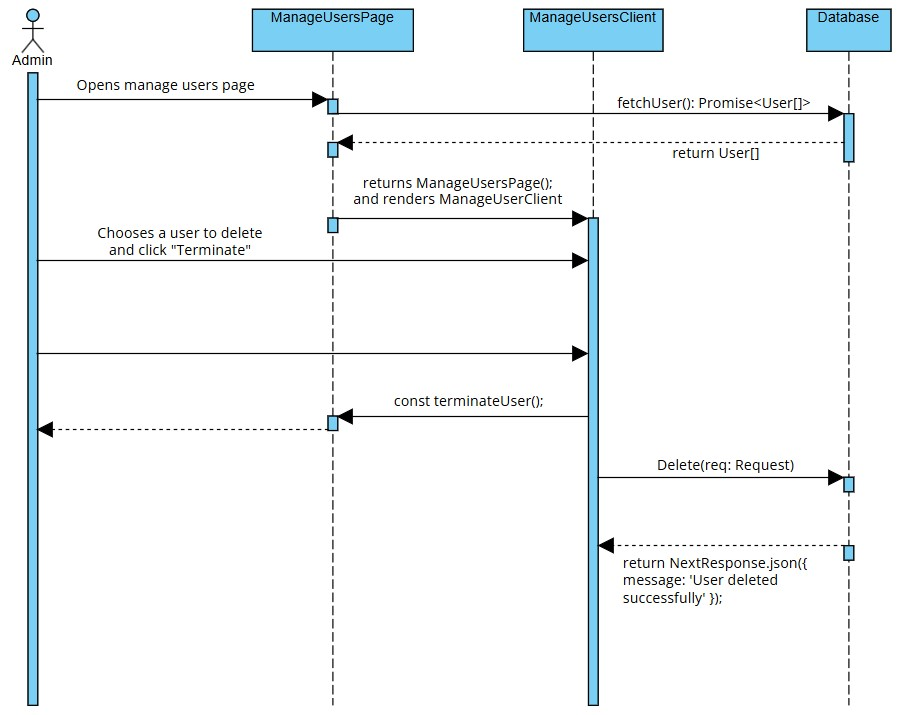 ManageUsersPage
ManageUsersClient
Database
Admin
Opens manage users page
fetchUser(): Promise<User[]>
return User[]
returns ManageUsersPage();
and renders ManageUserClient
Chooses a user to delete
and click "Terminate"
const terminateUser();
Delete(req: Request)
return NextResponse.json({
message: 'User deleted
successfully' });